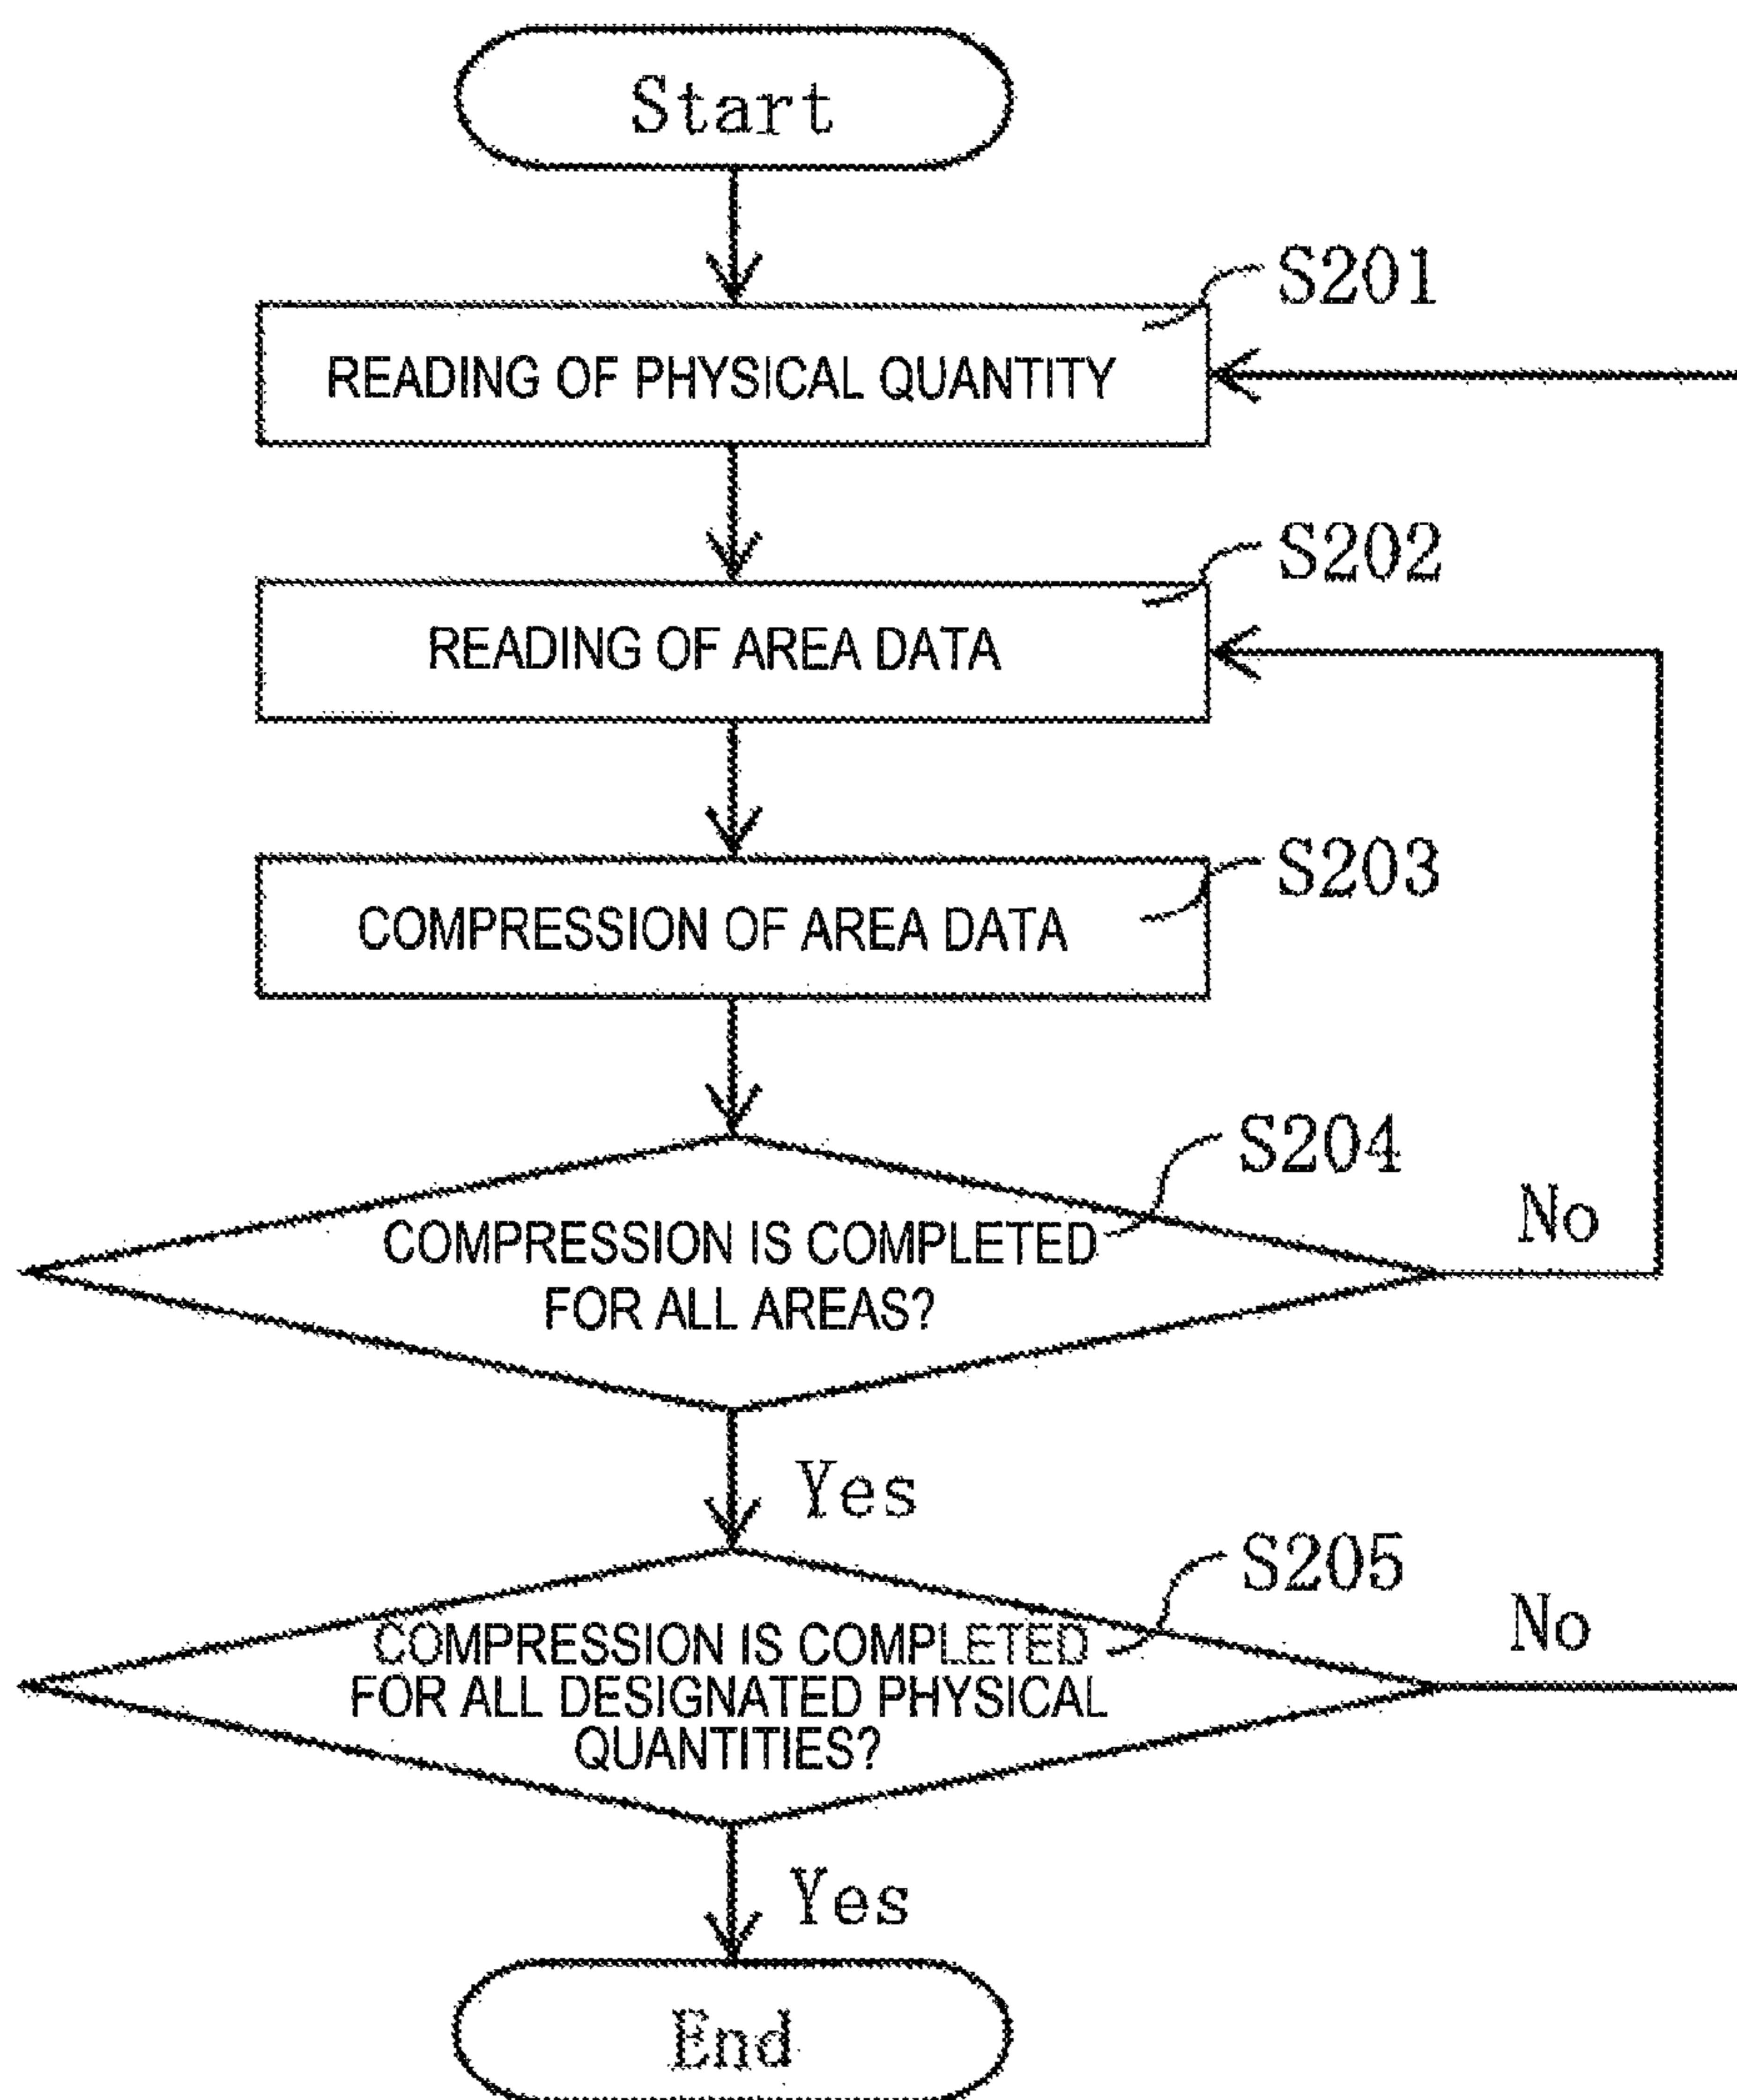 Start
S201
READING OF PHYSICAL QUANTITY
S202
READING OF AREA DATA
S203
COMPRESSION OF AREA DATA
S204
No
COMPRESSION IS COMPLETED
FOR ALL AREAS?
Yes
S205
No
COMPRESSION IS COMPLETED
FOR ALL DESIGNATED PHYSICAL
QUANTITIES?
Yes
End